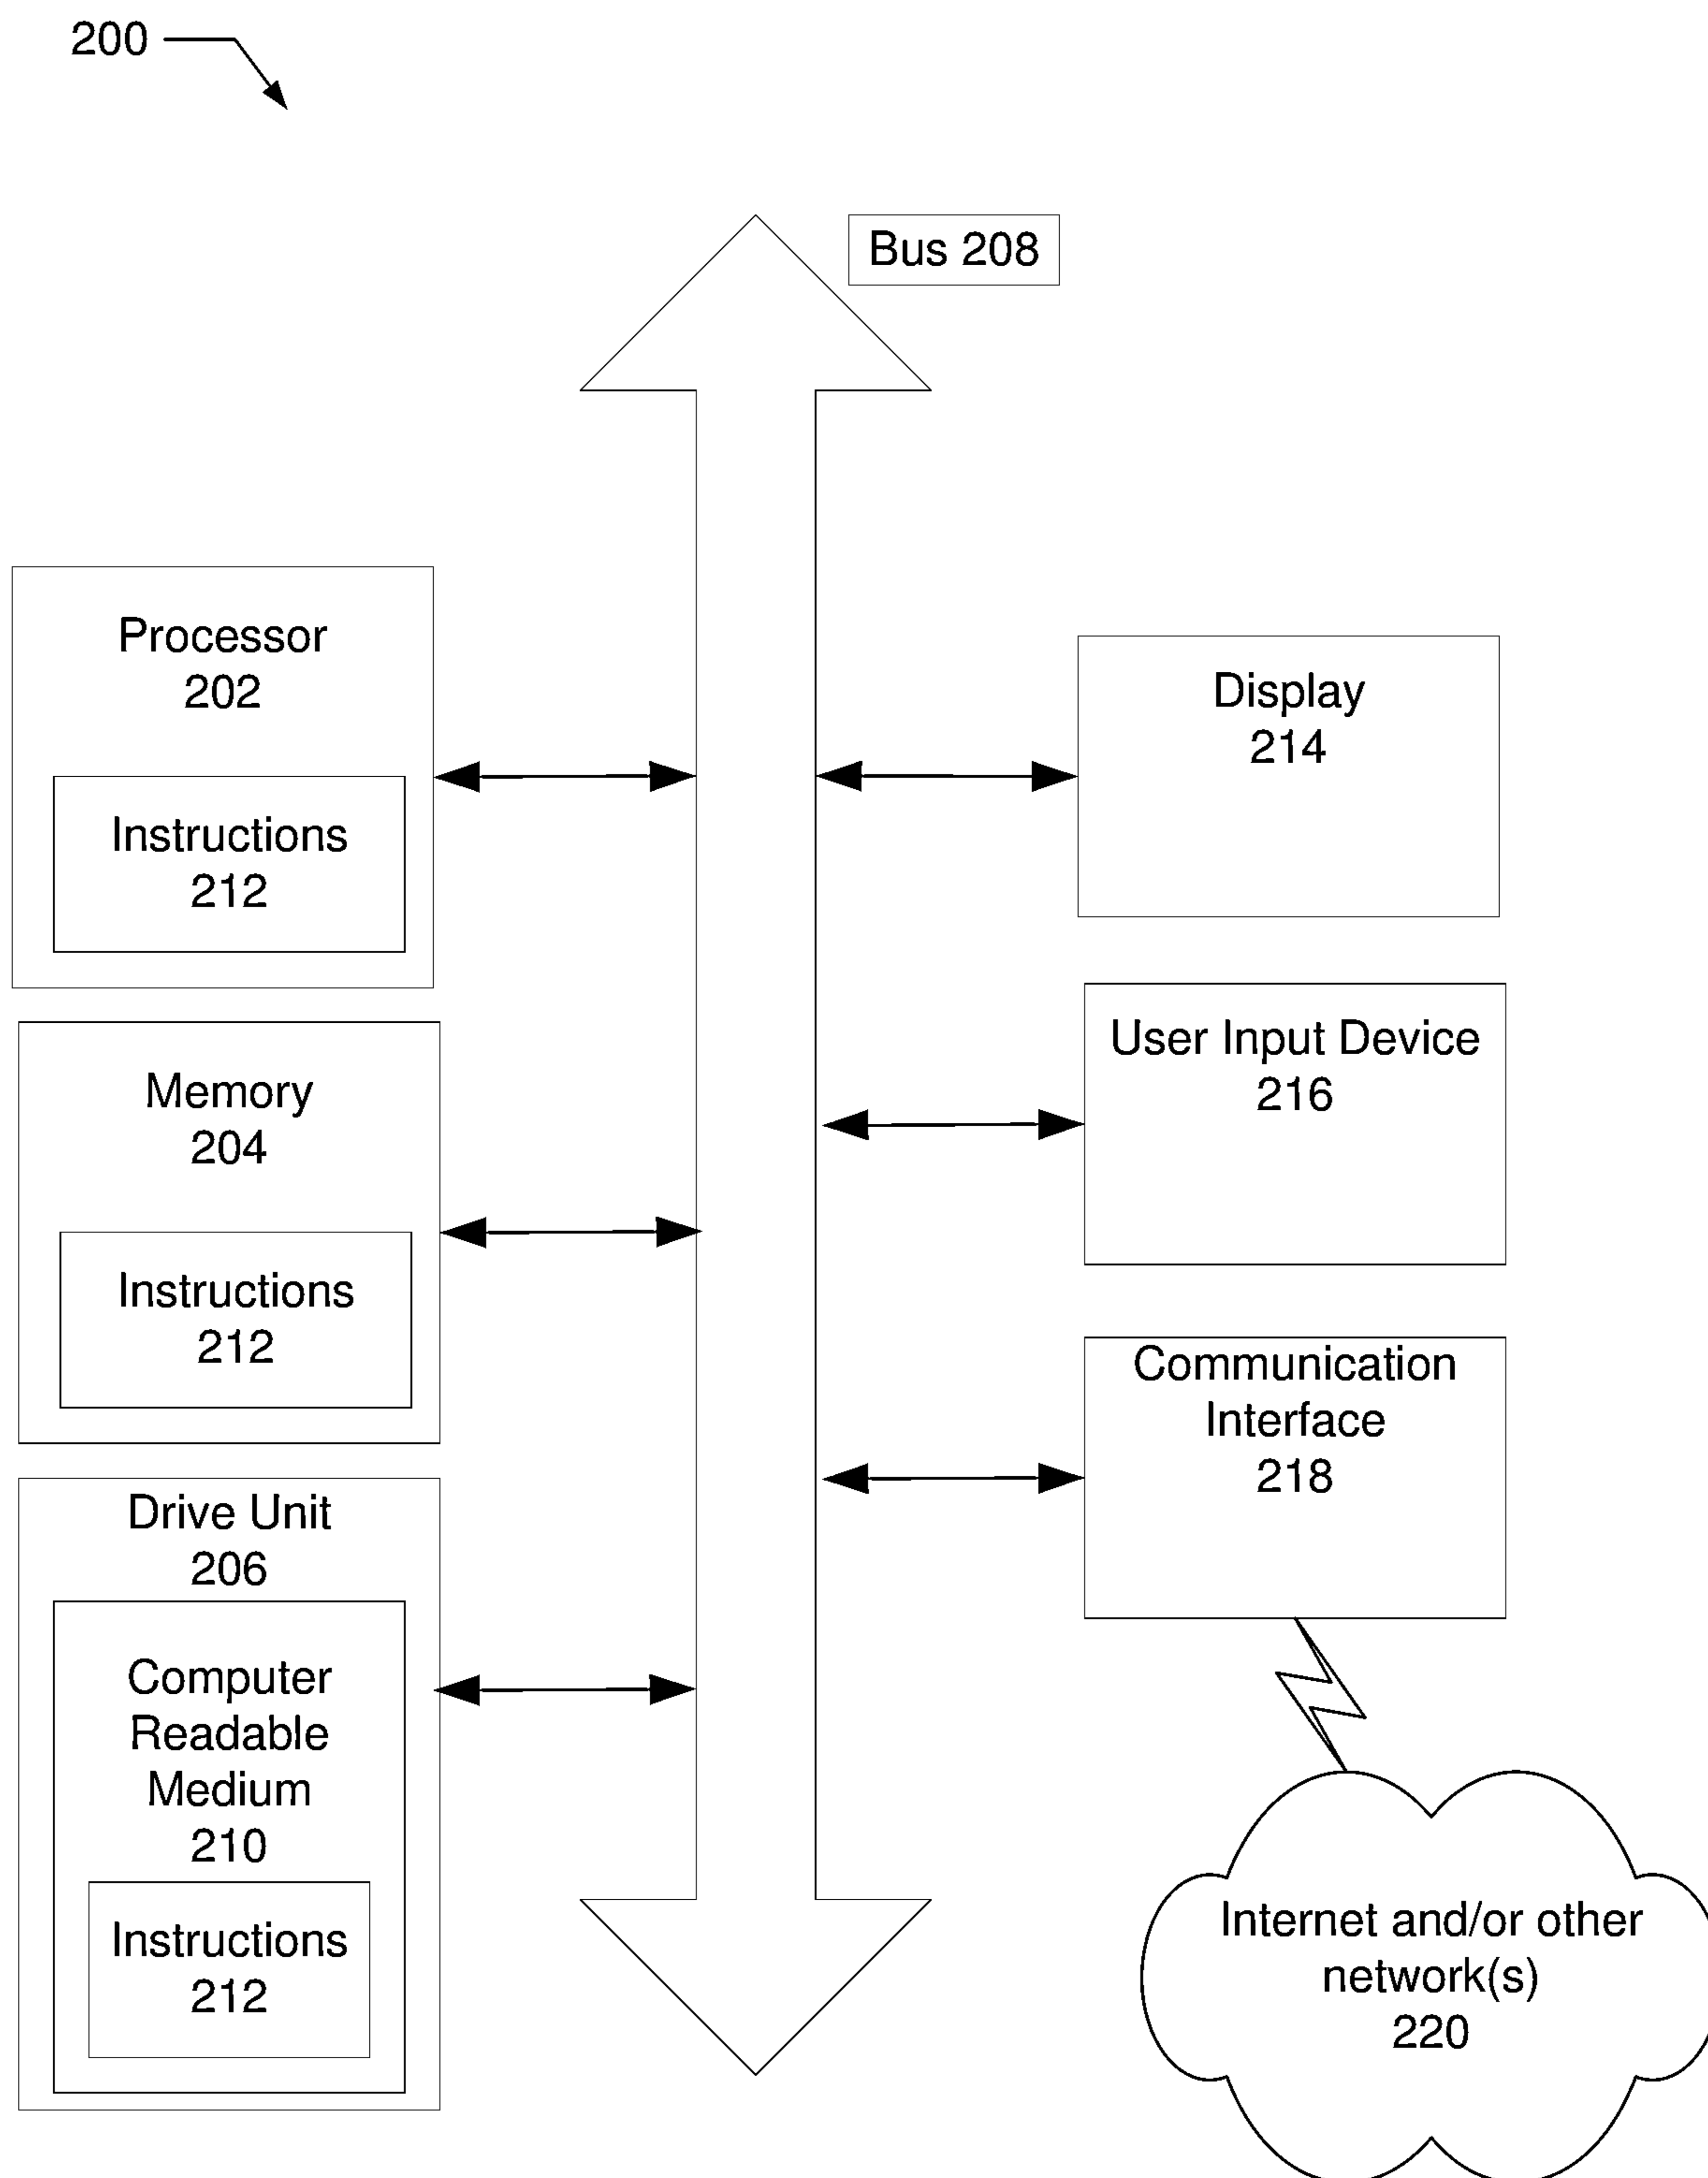 200
Bus 208
Processor
202
Instructions
212
Memory
204
Instructions
212
Drive Unit
206
Computer
Readable
Medium
210
Instructions
212
Display
214
User Input Device
216
Communication
Interface
218
Internet and/or other
network(s)
220